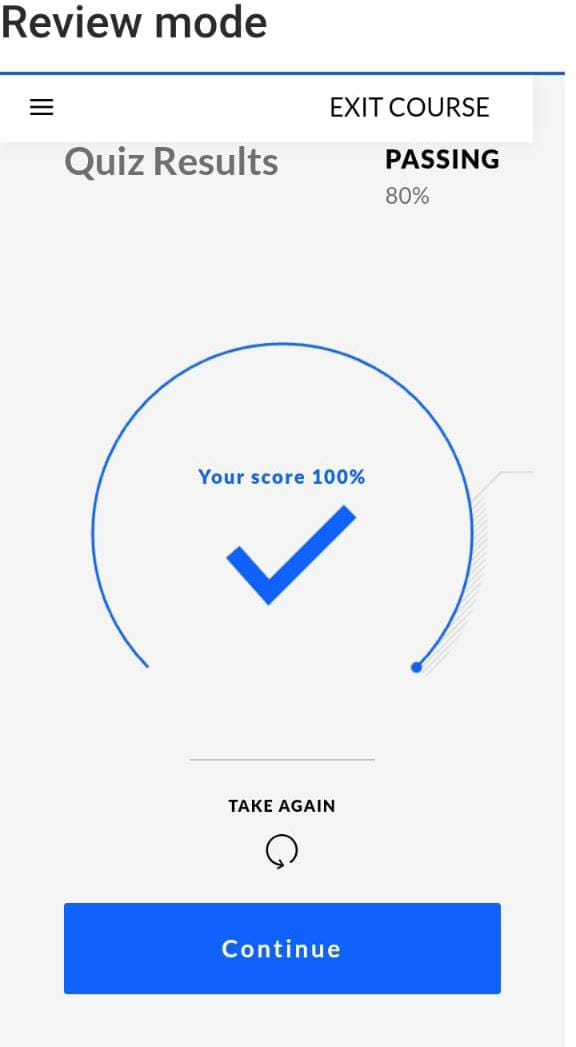 Review mode
EXIT COURSE
Quiz Results
PASSING
80%
Your score 100%
TAKE AGAIN
Continue